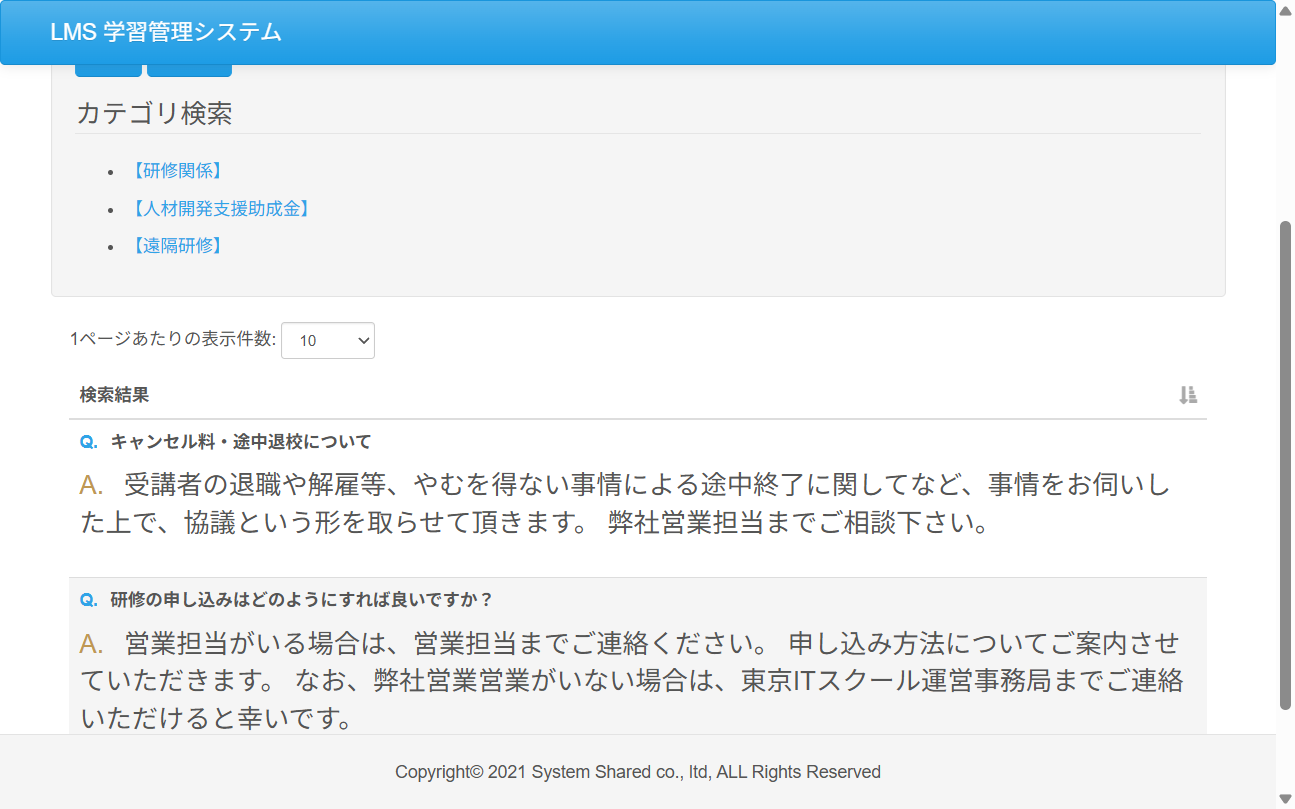 LMS 学習管理システム
カテゴリ検索
【研修関係】
【人材開発支援助成金】
【遠隔研修】
1ページあたりの表示件数: 10
検索結果
Q. キャンセル料・途中退校について
A. 受講者の退職や解雇等、やむを得ない事情による途中終了に関してなど、事情をお伺いし
た上で、協議という形を取らせて頂きます。 弊社営業担当までご相談下さい。
Q. 研修の申し込みはどのようにすれば良いですか？
A. 営業担当がいる場合は、営業担当までご連絡ください。 申し込み方法についてご案内させ
ていただきます。 なお、弊社営業営業がいない場合は、東京ITスクール運営事務局までご連絡
いただけると幸いです。
Copyright© 2021 System Shared co., ltd, ALL Rights Reserved